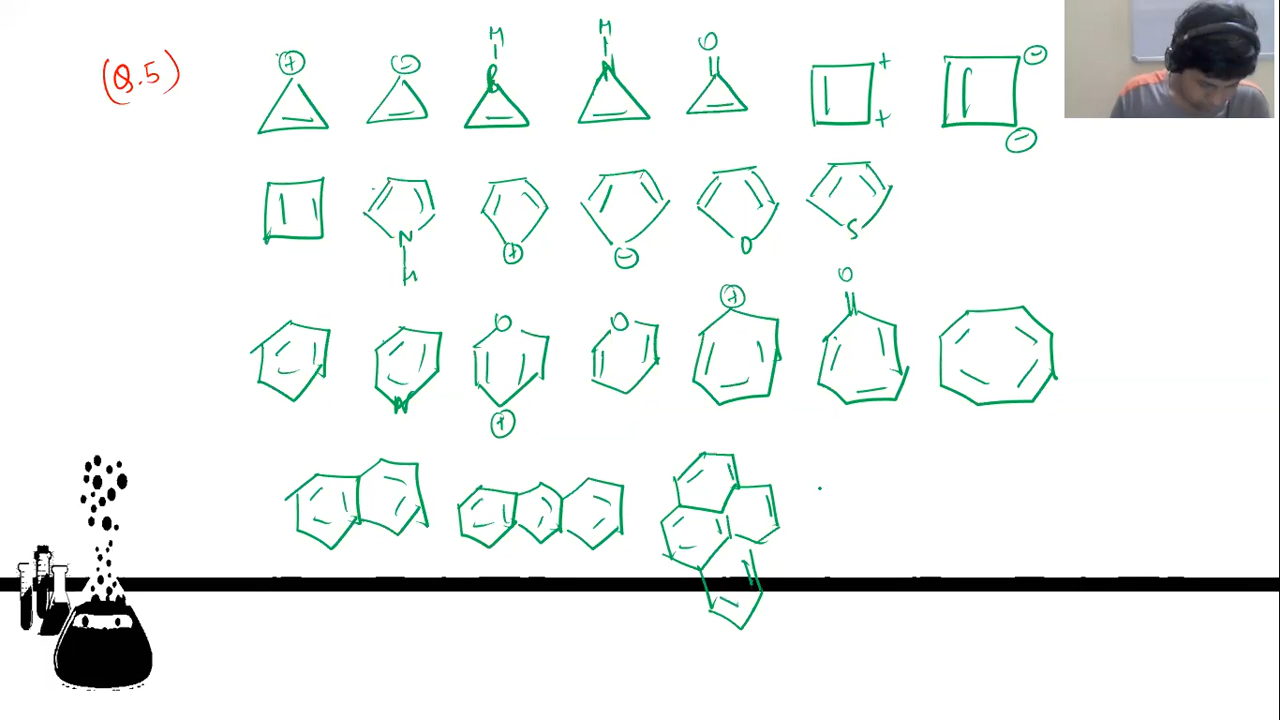 (Q.5)
⊕ ⊖ H H O + ⊖
B N + ⊖
N ⊕ ⊖ O S
H
O O ⊕ O
N ⊕